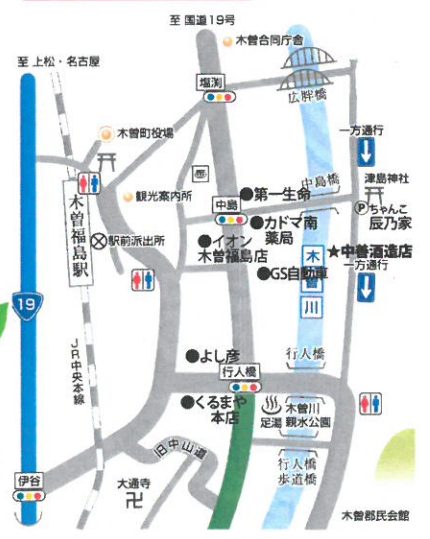 至 国道19号
木曽合同庁舎
至 上松・名古屋
塩渕
広胖橋
木曽町役場
一方通行
中島橋
津島神社
観光案内所
第一生命
中島
Ⓟちゃんこ
辰乃家
カドマ南
薬局
木曽福島駅
駅前派出所
イオン
木曽福島店
木曽川
★中善酒造店
一方通行
GS自動車
19
JR中央本線
よし彦
行人橋
行人橋
くるまや
本店
足湯
木曽川
親水公園
旧中山道
伊谷
大通寺
卍
行人橋
歩道橋
木曽郡民会館